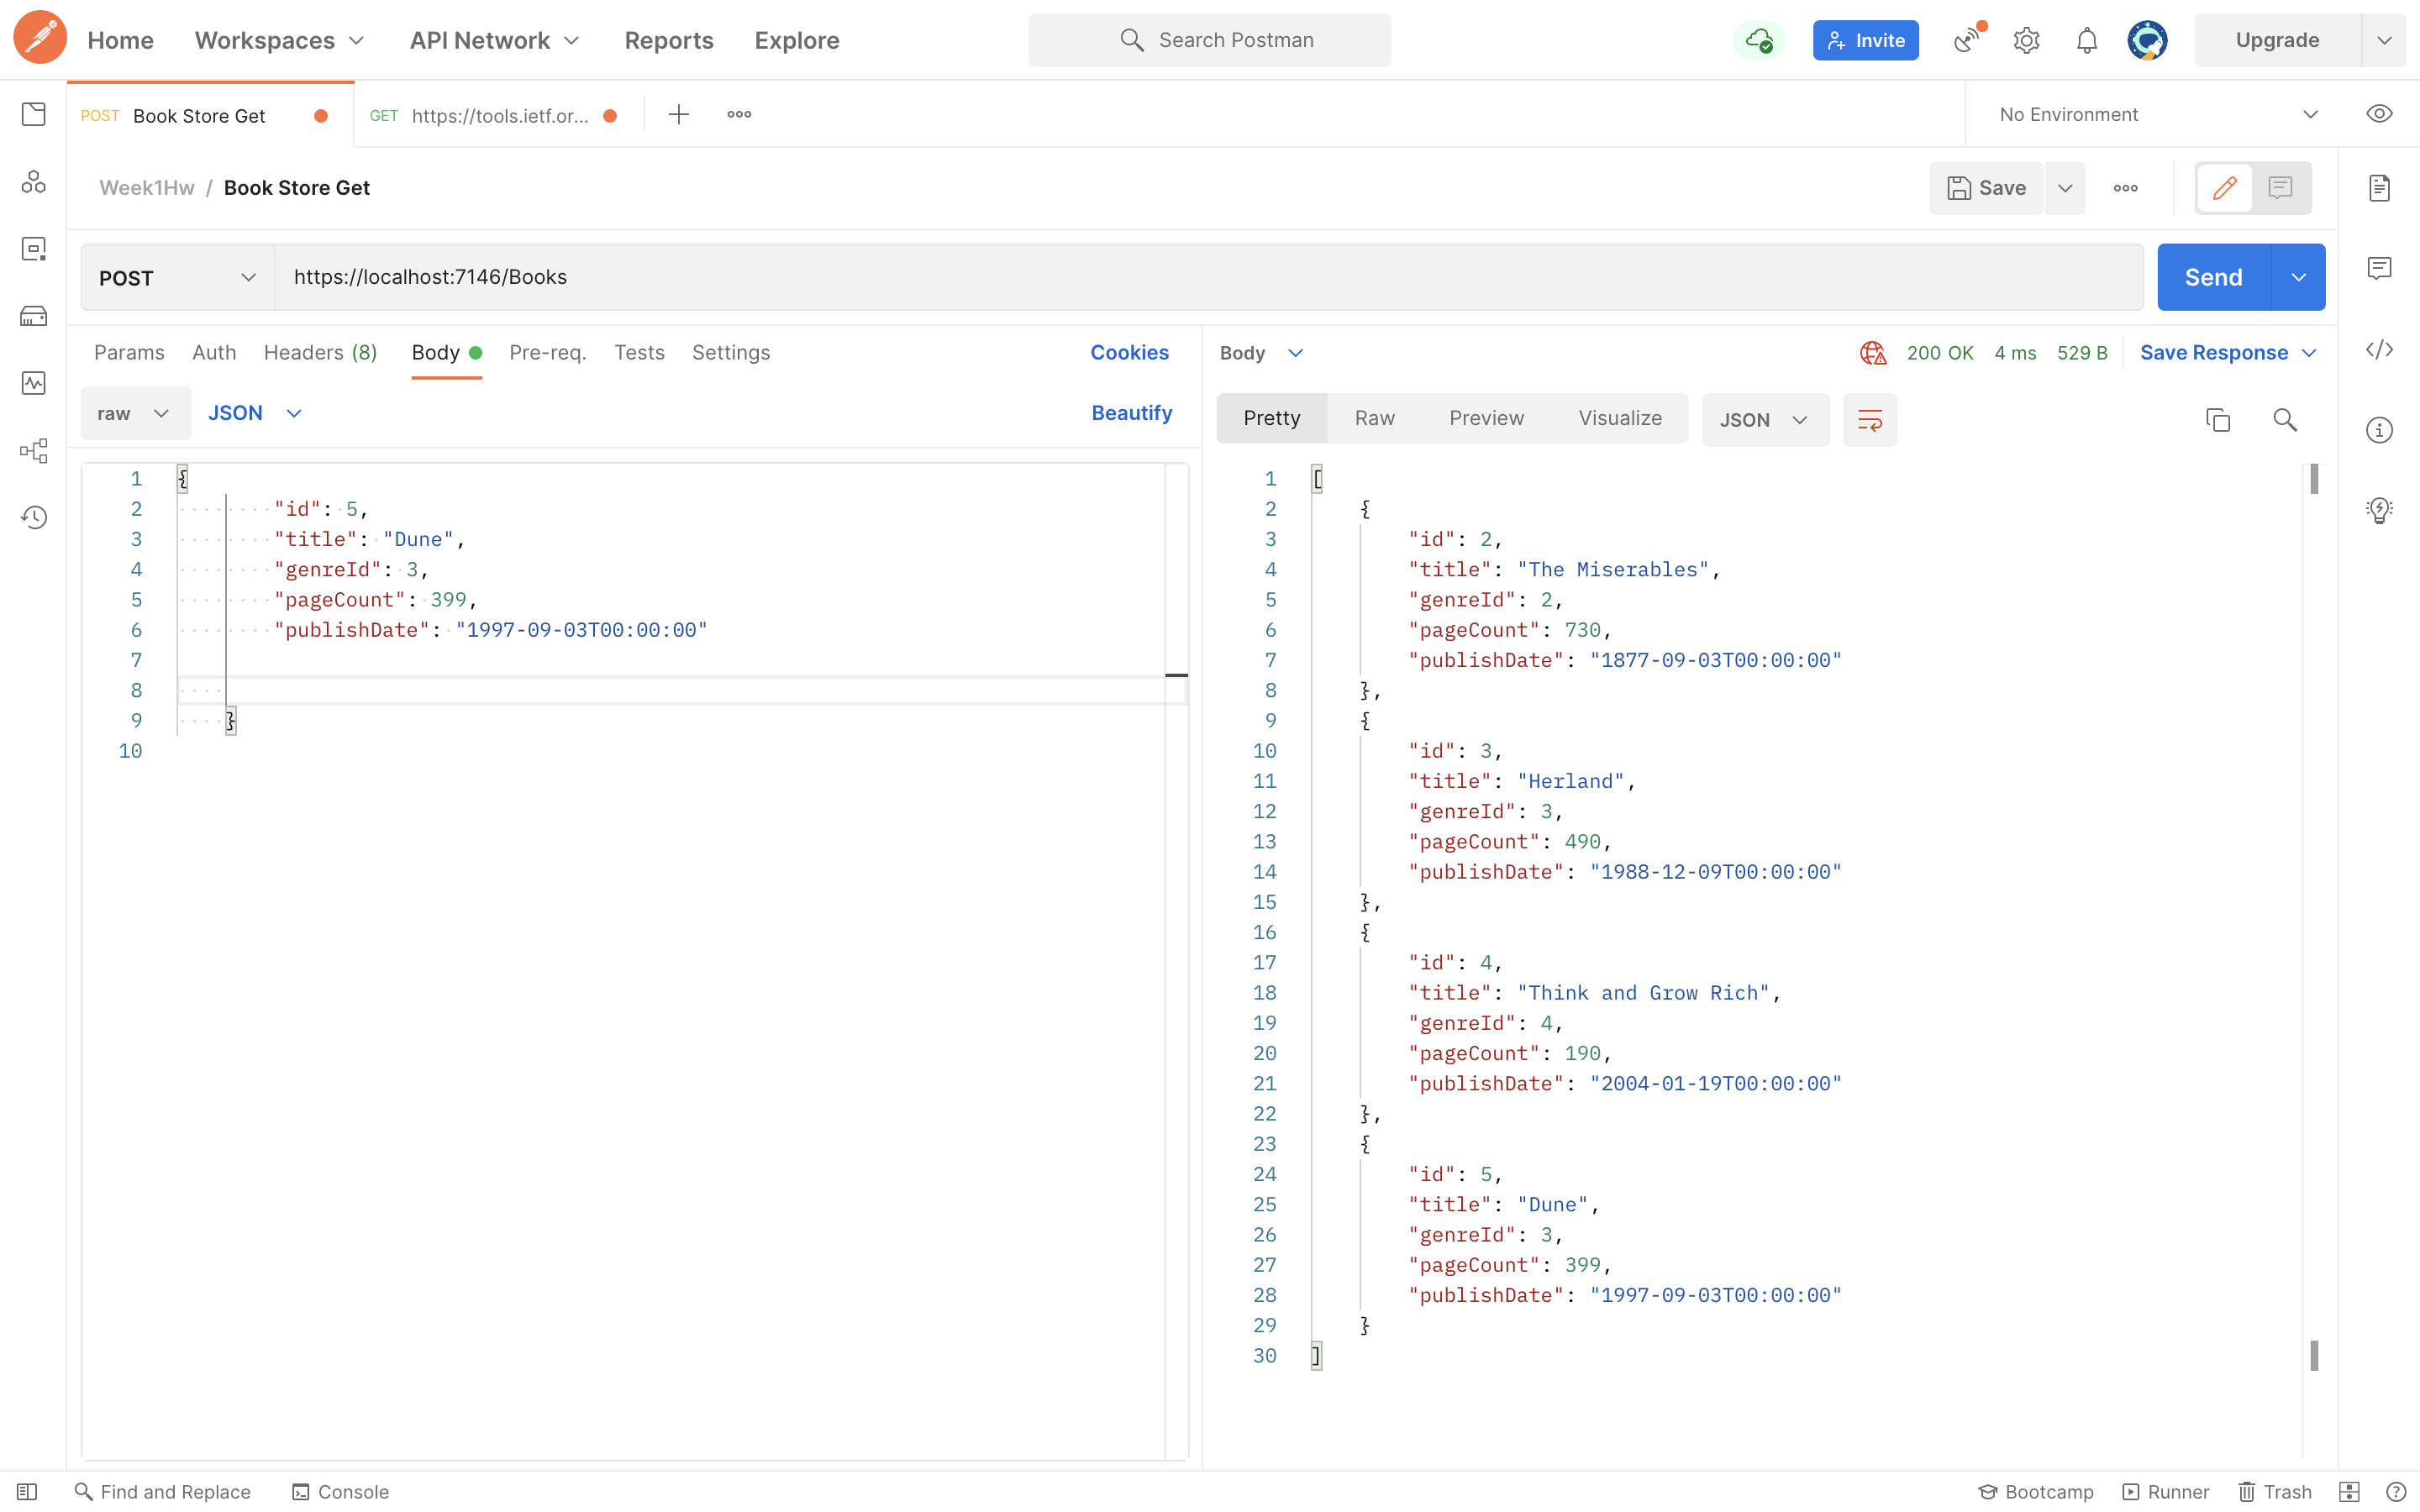 Home Workspaces API Network Reports Explore Search Postman Invite Upgrade
POST Book Store Get GET https://tools.ietf.or... No Environment
Week1Hw / Book Store Get Save
POST https://localhost:7146/Books Send
Params Auth Headers (8) Body Pre-req. Tests Settings Cookies
raw JSON Beautify
1 {
2 "id": 5,
3 "title": "Dune",
4 "genreId": 3,
5 "pageCount": 399,
6 "publishDate": "1997-09-03T00:00:00"
7
8
9 }
10
Body 200 OK 4 ms 529 B Save Response
Pretty Raw Preview Visualize JSON
1 [
2 {
3 "id": 2,
4 "title": "The Miserables",
5 "genreId": 2,
6 "pageCount": 730,
7 "publishDate": "1877-09-03T00:00:00"
8 },
9 {
10 "id": 3,
11 "title": "Herland",
12 "genreId": 3,
13 "pageCount": 490,
14 "publishDate": "1988-12-09T00:00:00"
15 },
16 {
17 "id": 4,
18 "title": "Think and Grow Rich",
19 "genreId": 4,
20 "pageCount": 190,
21 "publishDate": "2004-01-19T00:00:00"
22 },
23 {
24 "id": 5,
25 "title": "Dune",
26 "genreId": 3,
27 "pageCount": 399,
28 "publishDate": "1997-09-03T00:00:00"
29 }
30 ]
Find and Replace Console Bootcamp Runner Trash